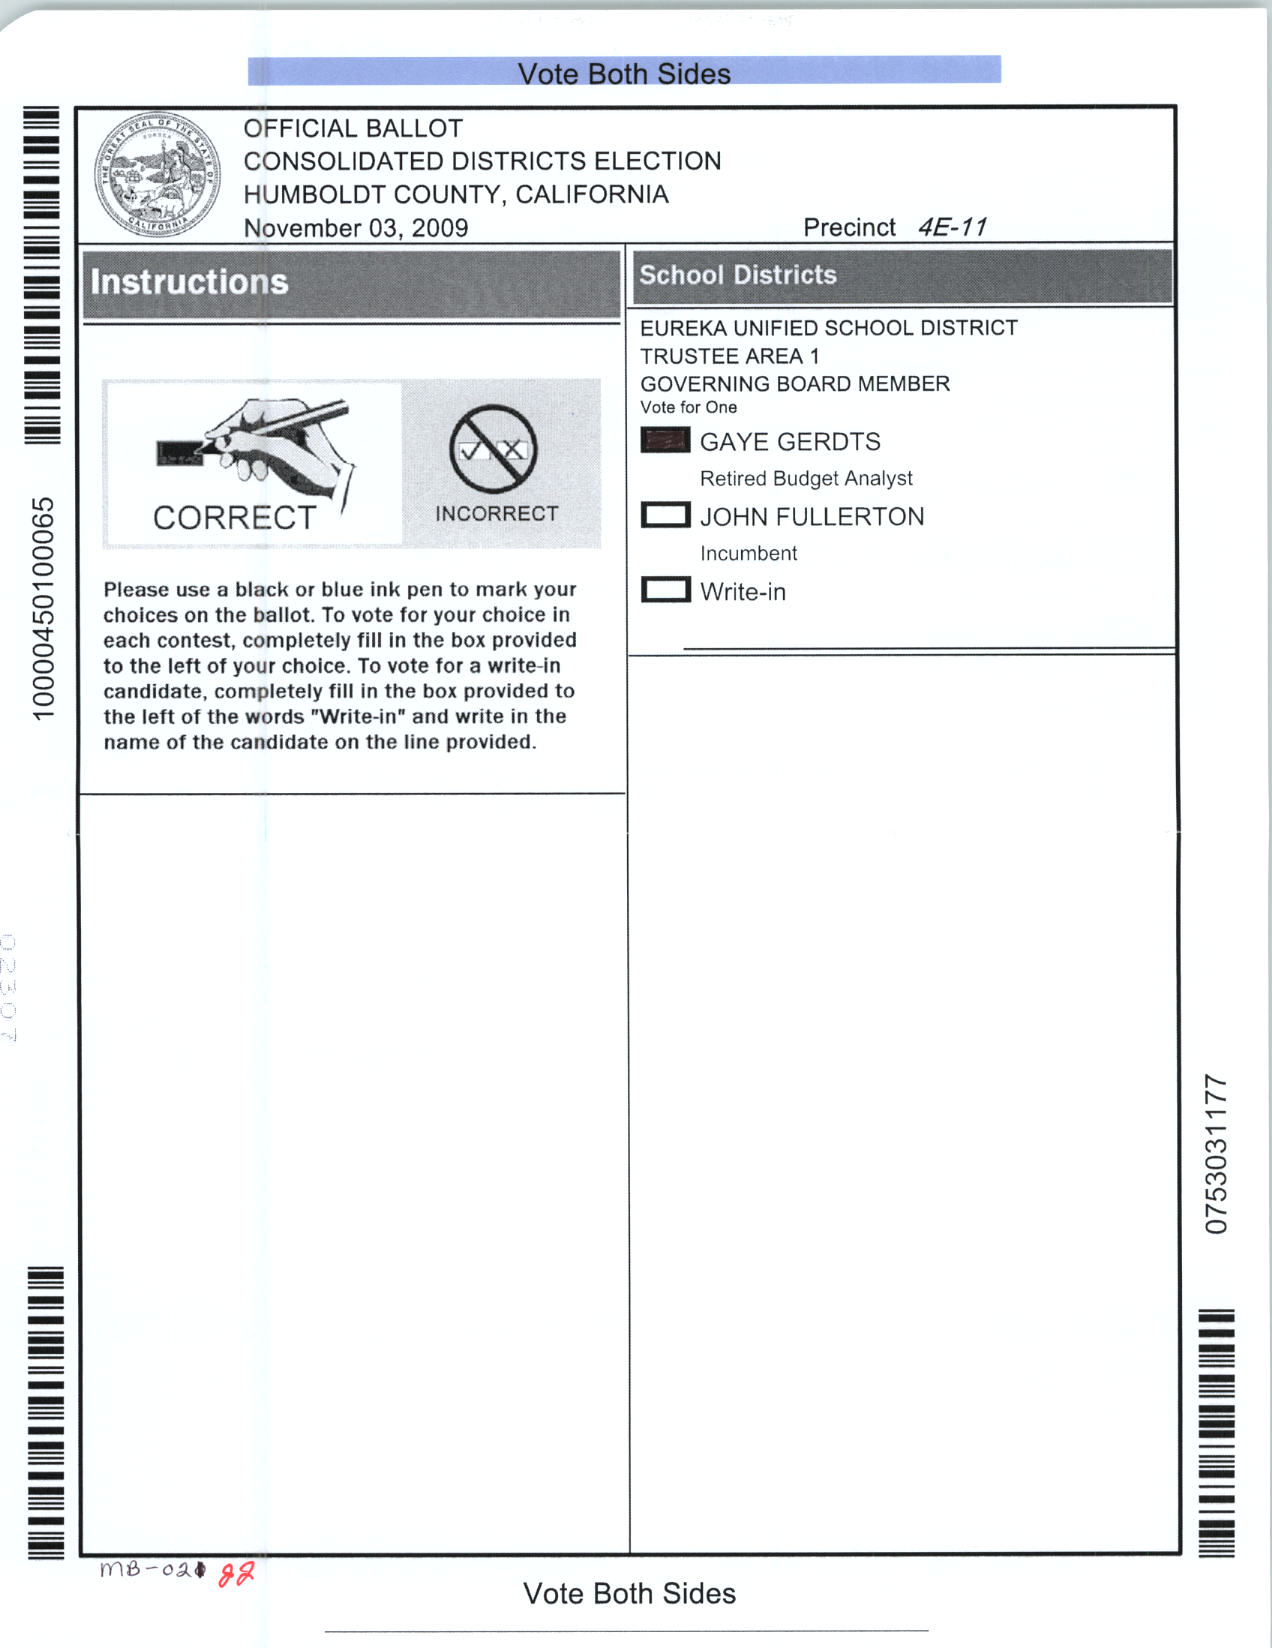 Vote Both Sides
OFFICIAL BALLOT
CONSOLIDATED DISTRICTS ELECTION
HUMBOLDT COUNTY, CALIFORNIA
November 03, 2009
Precinct 4E-11
THE GREAT SEAL OF THE STATE OF CALIFORNIA
EUREKA
Instructions
CORRECT
INCORRECT
Please use a black or blue ink pen to mark your
choices on the ballot. To vote for your choice in
each contest, completely fill in the box provided
to the left of your choice. To vote for a write-in
candidate, completely fill in the box provided to
the left of the words "Write-in" and write in the
name of the candidate on the line provided.
School Districts
EUREKA UNIFIED SCHOOL DISTRICT
TRUSTEE AREA 1
GOVERNING BOARD MEMBER
Vote for One
GAYE GERDTS
Retired Budget Analyst
JOHN FULLERTON
Incumbent
Write-in
10000450100065
02307
0753031177
MB-02
Vote Both Sides